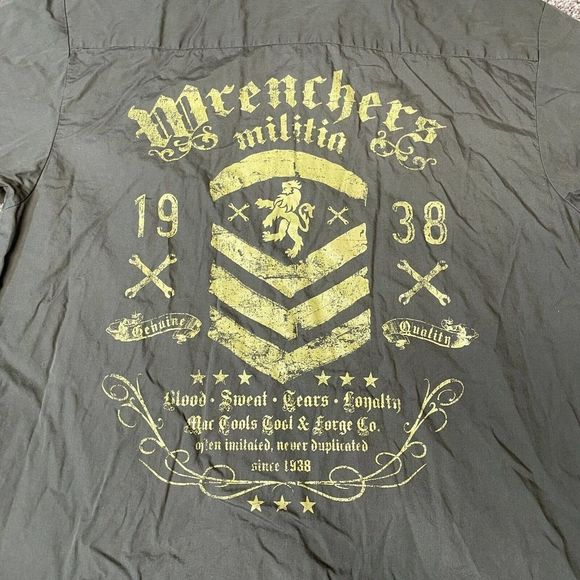 Wrenchers
militia
19 38
Genuine Quality
Blood · Sweat · Tears · Loyalty
Mac Tools Tool & Forge Co.
often imitated, never duplicated
since 1938